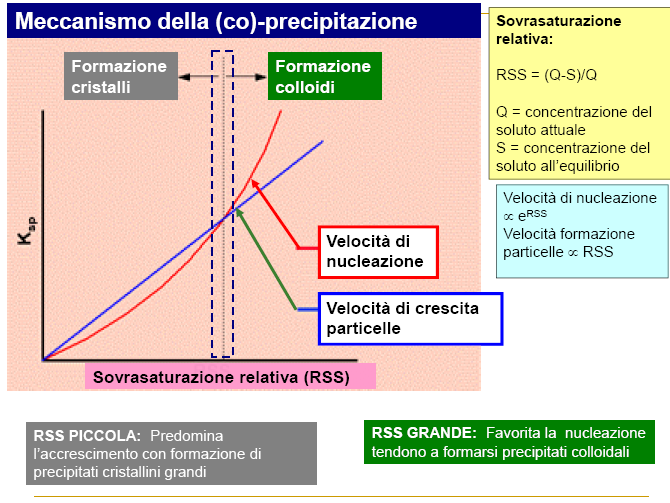 Meccanismo della (co)-precipitazione
Formazione
cristalli
Formazione
colloidi
K_sp
Velocità di
nucleazione
Velocità di crescita
particelle
Sovrasaturazione relativa (RSS)
Sovrasaturazione
relativa:
RSS = (Q-S)/Q
Q = concentrazione del
soluto attuale
S = concentrazione del
soluto all'equilibrio
Velocità di nucleazione
∝ e^RSS
Velocità formazione
particelle ∝ RSS
RSS PICCOLA: Predomina
l'accrescimento con formazione di
precipitati cristallini grandi
RSS GRANDE: Favorita la nucleazione
tendono a formarsi precipitati colloidali